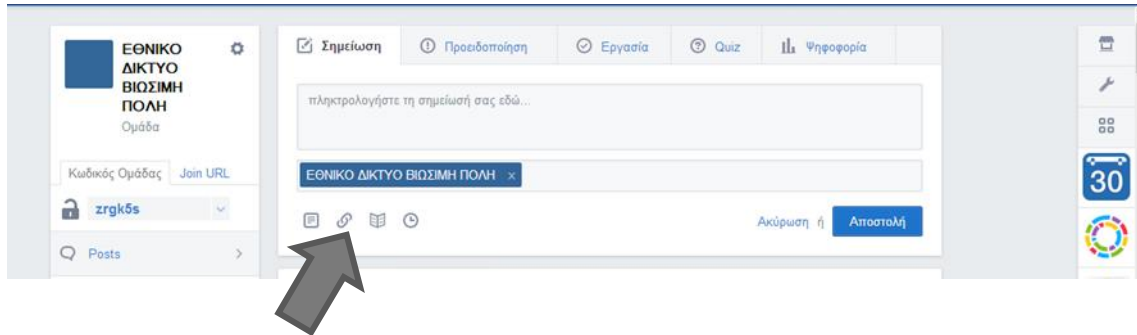 ΕΘΝΙΚΟ
ΔΙΚΤΥΟ
ΒΙΩΣΙΜΗ
ΠΟΛΗ
Ομάδα
Κωδικός Ομάδας Join URL
zrgk5s
Posts
Σημείωση Προειδοποίηση Εργασία Quiz Ψηφοφορία
πληκτρολογήστε τη σημείωσή σας εδώ...
ΕΘΝΙΚΟ ΔΙΚΤΥΟ ΒΙΩΣΙΜΗ ΠΟΛΗ ×
Ακύρωση ή Αποστολή
30